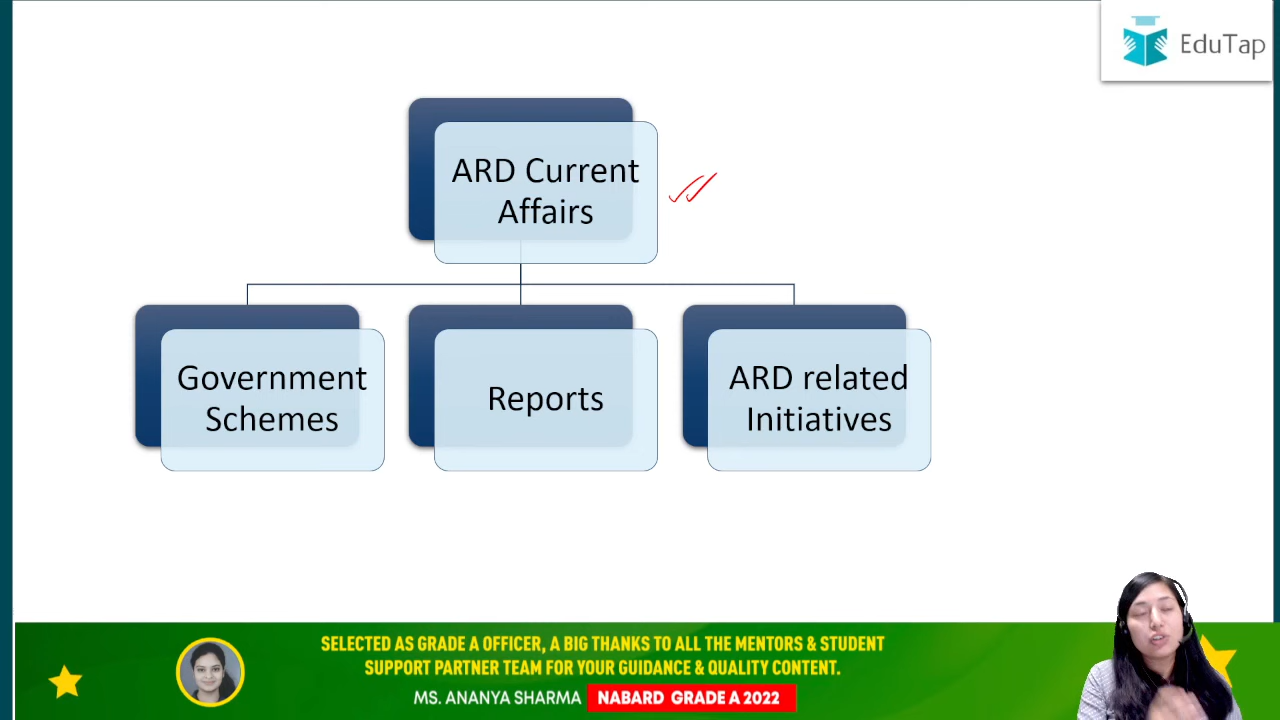 EduTap
ARD Current
Affairs
Government
Schemes
Reports
ARD related
Initiatives
SELECTED AS GRADE A OFFICER, A BIG THANKS TO ALL THE MENTORS & STUDENT
SUPPORT PARTNER TEAM FOR YOUR GUIDANCE & QUALITY CONTENT.
MS. ANANYA SHARMA NABARD GRADE A 2022